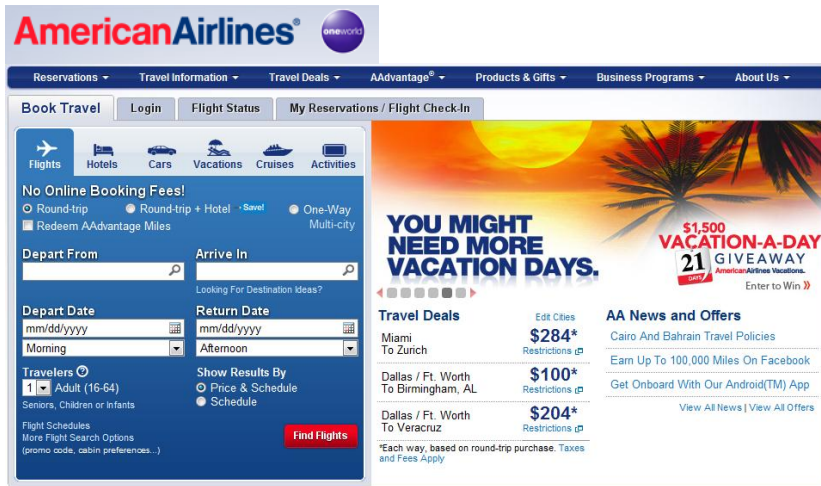 AmericanAirlines®
oneworld
Reservations
Travel Information
Travel Deals
AAdvantage®
Products & Gifts
Business Programs
About Us
Book Travel
Login
Flight Status
My Reservations / Flight Check-In
Flights
Hotels
Cars
Vacations
Cruises
Activities
No Online Booking Fees!
Round-trip
Round-trip + Hotel
Save!
One-Way
Redeem AAdvantage Miles
Multi-city
Depart From
Arrive In
Looking For Destination Ideas?
Depart Date
Return Date
mm/dd/yyyy
mm/dd/yyyy
Morning
Afternoon
Travelers
Show Results By
1
Adult (16-64)
Price & Schedule
Seniors, Children or Infants
Schedule
Flight Schedules
More Flight Search Options
(promo code, cabin preferences...)
Find Flights
YOU MIGHT
NEED MORE
VACATION DAYS.
$1,500
VACATION-A-DAY
21
DAYS
GIVEAWAY
AmericanAirlines Vacations.
Enter to Win »
Travel Deals
Edit Cities
Miami
To Zurich
$284*
Restrictions
Dallas / Ft. Worth
To Birmingham, AL
$100*
Restrictions
Dallas / Ft. Worth
To Veracruz
$204*
Restrictions
*Each way, based on round-trip purchase. Taxes
and Fees Apply
AA News and Offers
Cairo And Bahrain Travel Policies
Earn Up To 100,000 Miles On Facebook
Get Onboard With Our Android(TM) App
View All News | View All Offers